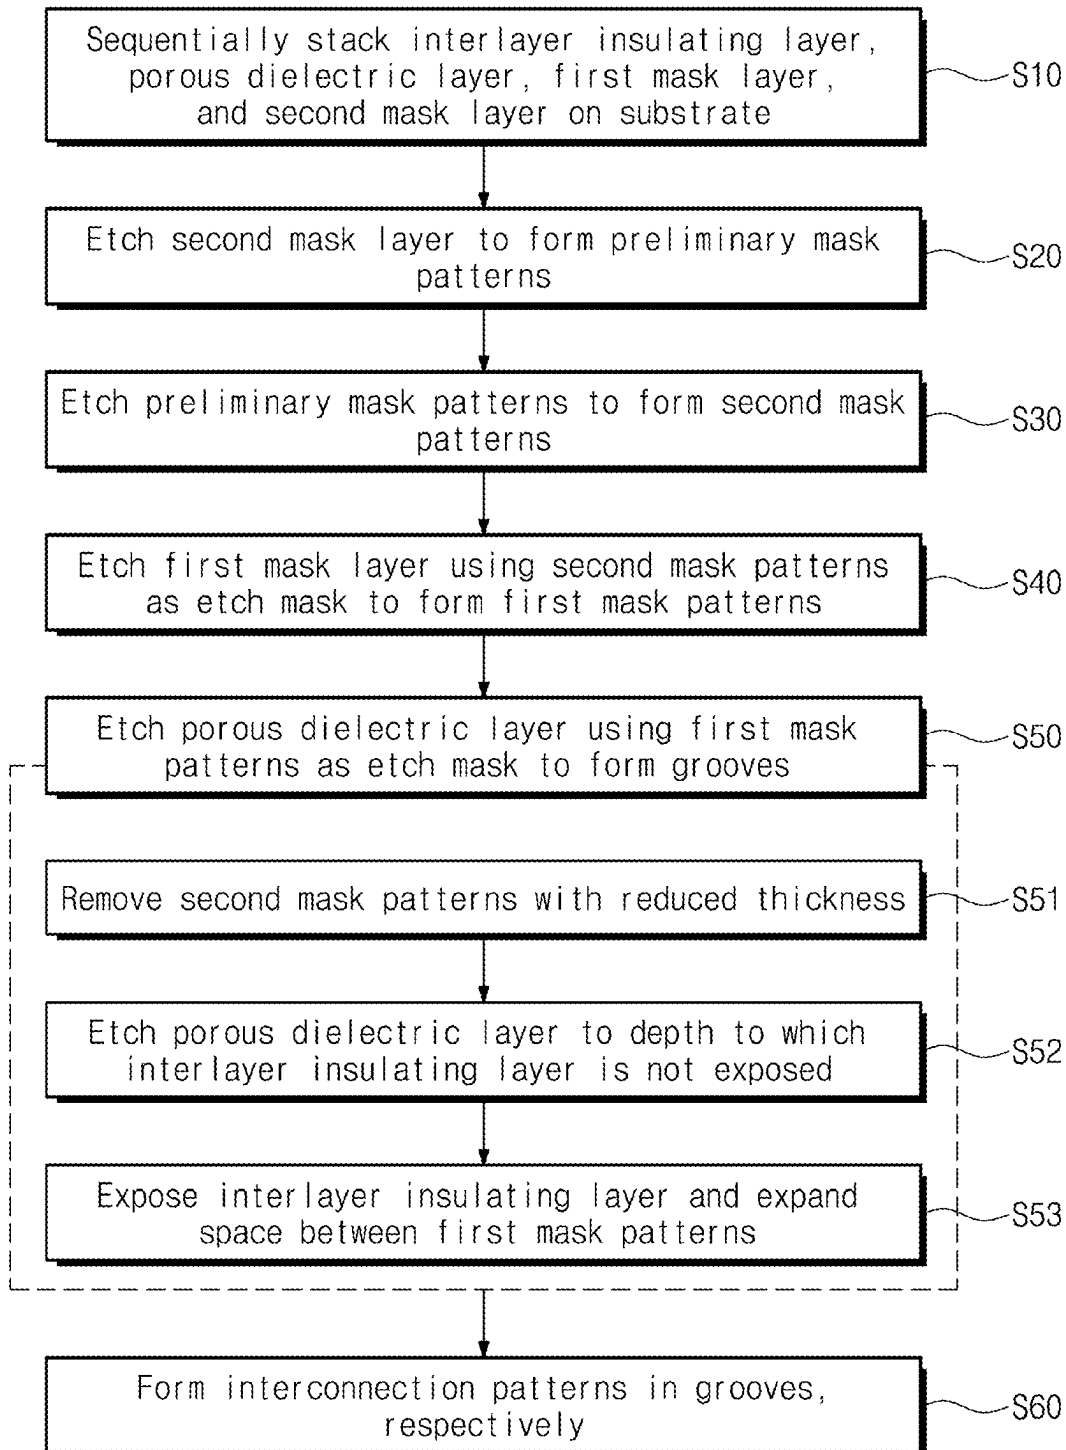 Sequentially stack interlayer insulating layer,
porous dielectric layer, first mask layer,
and second mask layer on substrate
S10
Etch second mask layer to form preliminary mask
patterns
S20
Etch preliminary mask patterns to form second mask
patterns
S30
Etch first mask layer using second mask patterns
as etch mask to form first mask patterns
S40
Etch porous dielectric layer using first mask
patterns as etch mask to form grooves
S50
Remove second mask patterns with reduced thickness
S51
Etch porous dielectric layer to depth to which
interlayer insulating layer is not exposed
S52
Expose interlayer insulating layer and expand
space between first mask patterns
S53
Form interconnection patterns in grooves,
respectively
S60